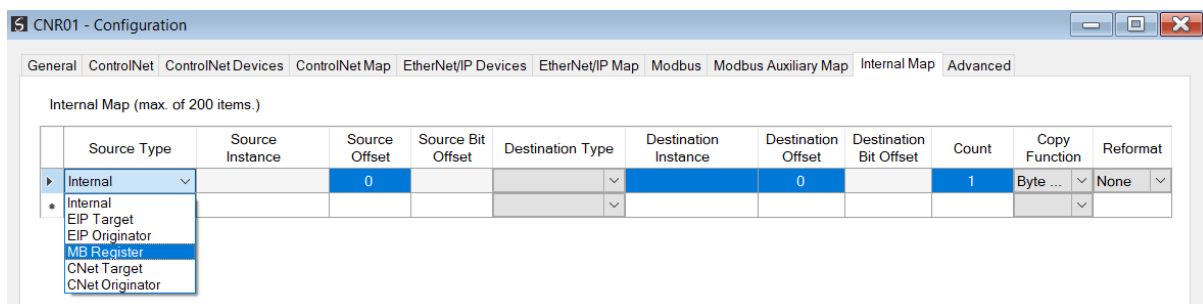 CNR01 - Configuration
General ControlNet ControlNet Devices ControlNet Map EtherNet/IP Devices EtherNet/IP Map Modbus Modbus Auxiliary Map Internal Map Advanced
Internal Map (max. of 200 items.)
Source Type Source Instance Source Offset Source Bit Offset Destination Type Destination Instance Destination Offset Destination Bit Offset Count Copy Function Reformat
Internal 0 0 1 Byte ... None
Internal
EIP Target
EIP Originator
MB Register
CNet Target
CNet Originator